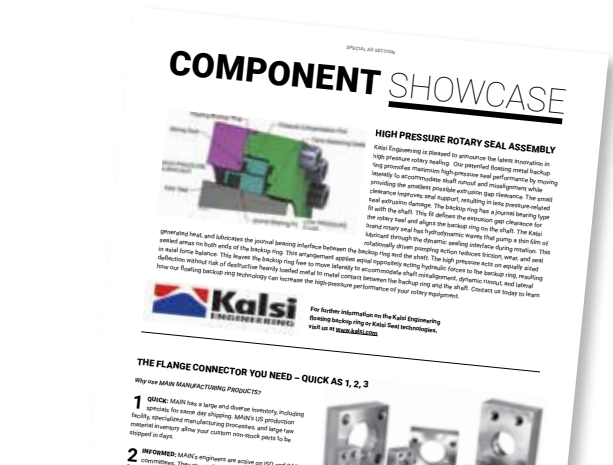 SPECIAL AD SECTION
COMPONENT SHOWCASE
HIGH PRESSURE ROTARY SEAL ASSEMBLY
Kalsi Engineering is pleased to announce the latest innovation in
high pressure rotary sealing. Our patented floating metal backup
ring promotes maximum high pressure seal performance by moving
laterally to accommodate shaft runout and misalignment while
providing the smallest possible extrusion gap clearance. The small
clearance improves seal support, resulting in less pressure-related
seal extrusion damage. The backup ring has a journal bearing type
fit with the shaft. This fit defines the extrusion gap clearance for
the rotary seal and aligns the backup ring on the shaft. The Kalsi
brand rotary seal has hydrodynamic waves that pump a thin film of
lubricant through the dynamic sealing interface during rotation. This
rotationally driven pumping action reduces friction, wear, and seal
generated heat, and lubricates the journal bearing interface between the backup ring and the shaft. The high pressure acts on equally sized
sealed areas on both ends of the backup ring. This arrangement applies equal oppositely acting hydraulic forces to the backup ring, resulting
in axial force balance. This leaves the backup ring free to move laterally to accommodate shaft misalignment, dynamic runout, and lateral
deflection without risk of destructive heavily loaded metal to metal contact between the backup ring and the shaft. Contact us today to learn
how our floating backup ring technology can increase the high-pressure performance of your rotary equipment.
Kalsi
ENGINEERING
For further information on the Kalsi Engineering
floating backup ring or Kalsi Seal technologies,
visit us at www.kalsi.com
THE FLANGE CONNECTOR YOU NEED – QUICK AS 1, 2, 3
Why use MAIN MANUFACTURING PRODUCTS?
1 QUICK: MAIN has a large and diverse inventory, including
specials for same day shipping. MAIN's US production
facility, specialized manufacturing processes, and large raw
material inventory allow your custom non-stock parts to be
shipped in days.
2 INFORMED: MAIN's engineers are active on ISO and
committees.